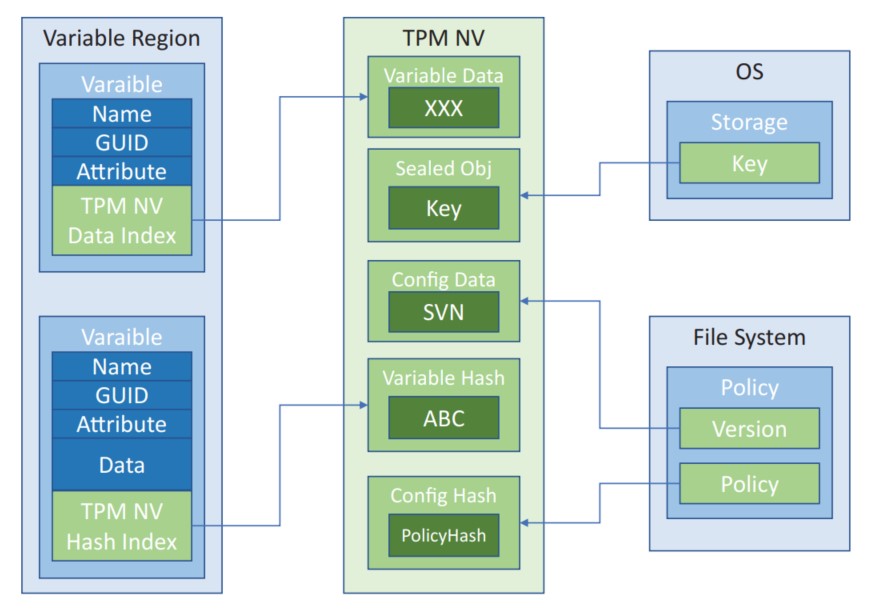 Variable Region
Varaible
Name
GUID
Attribute
TPM NV
Data Index
Varaible
Name
GUID
Attribute
Data
TPM NV
Hash Index
TPM NV
Variable Data
XXX
Sealed Obj
Key
Config Data
SVN
Variable Hash
ABC
Config Hash
PolicyHash
OS
Storage
Key
File System
Policy
Version
Policy